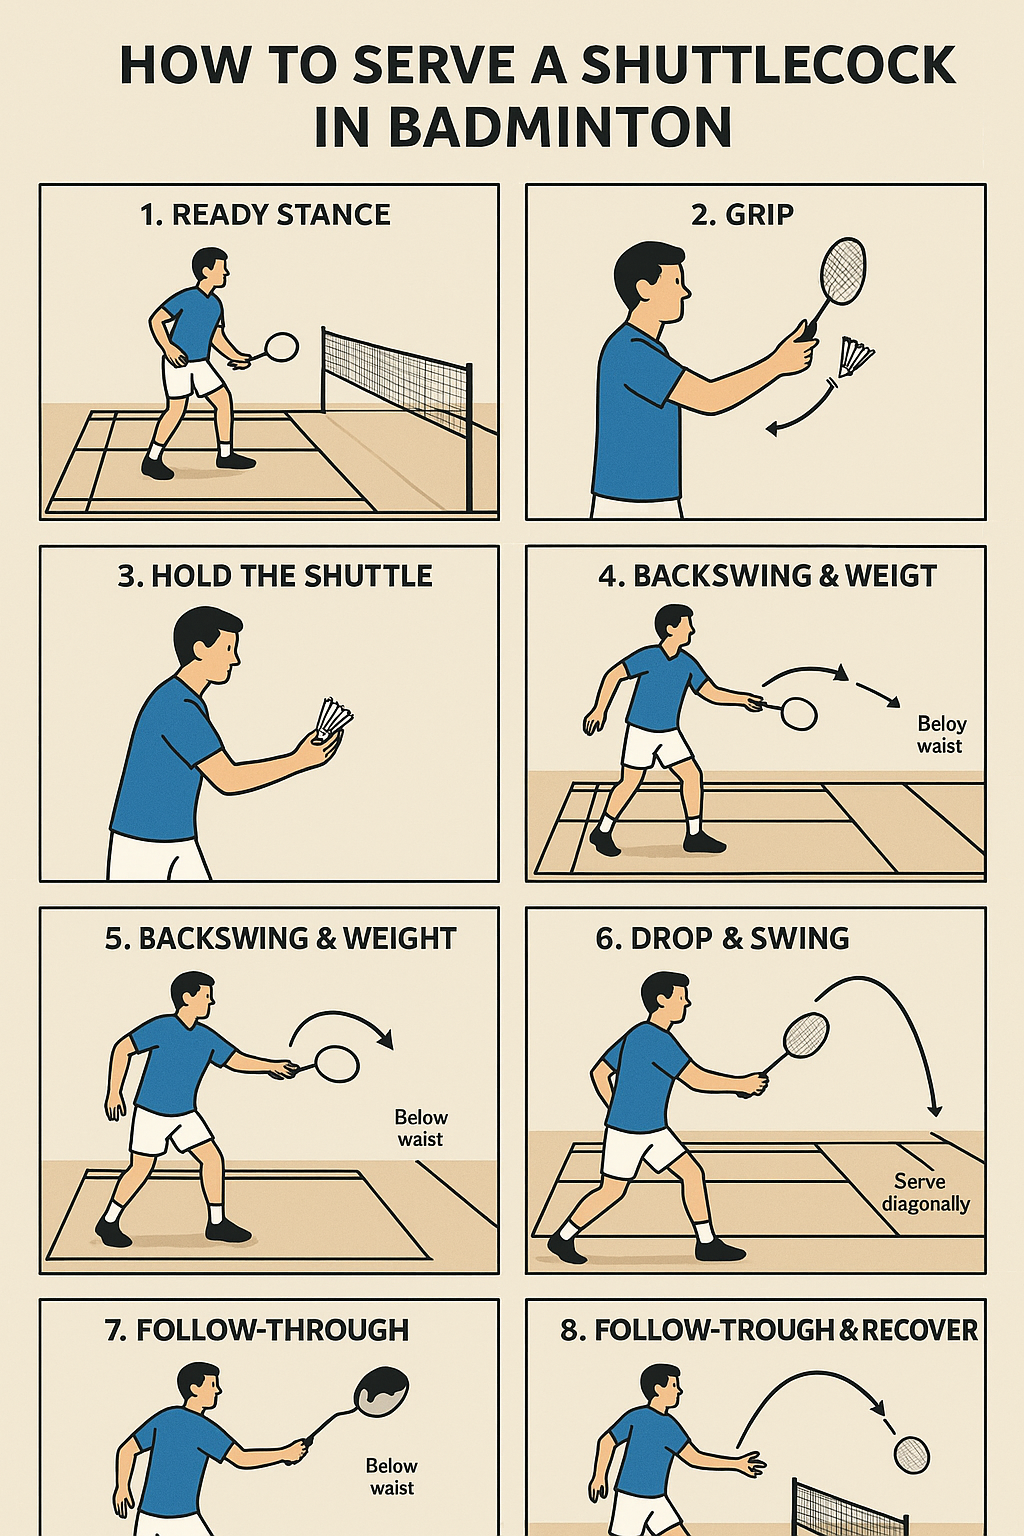 HOW TO SERVE A SHUTTLECOCK
IN BADMINTON
1. READY STANCE
2. GRIP
3. HOLD THE SHUTTLE
4. BACKSWING & WEIGT
Beloy
waist
5. BACKSWING & WEIGHT
Below
waist
6. DROP & SWING
Serve
diagonally
7. FOLLOW-THROUGH
Below
waist
8. FOLLOW-TROUGH & RECOVER